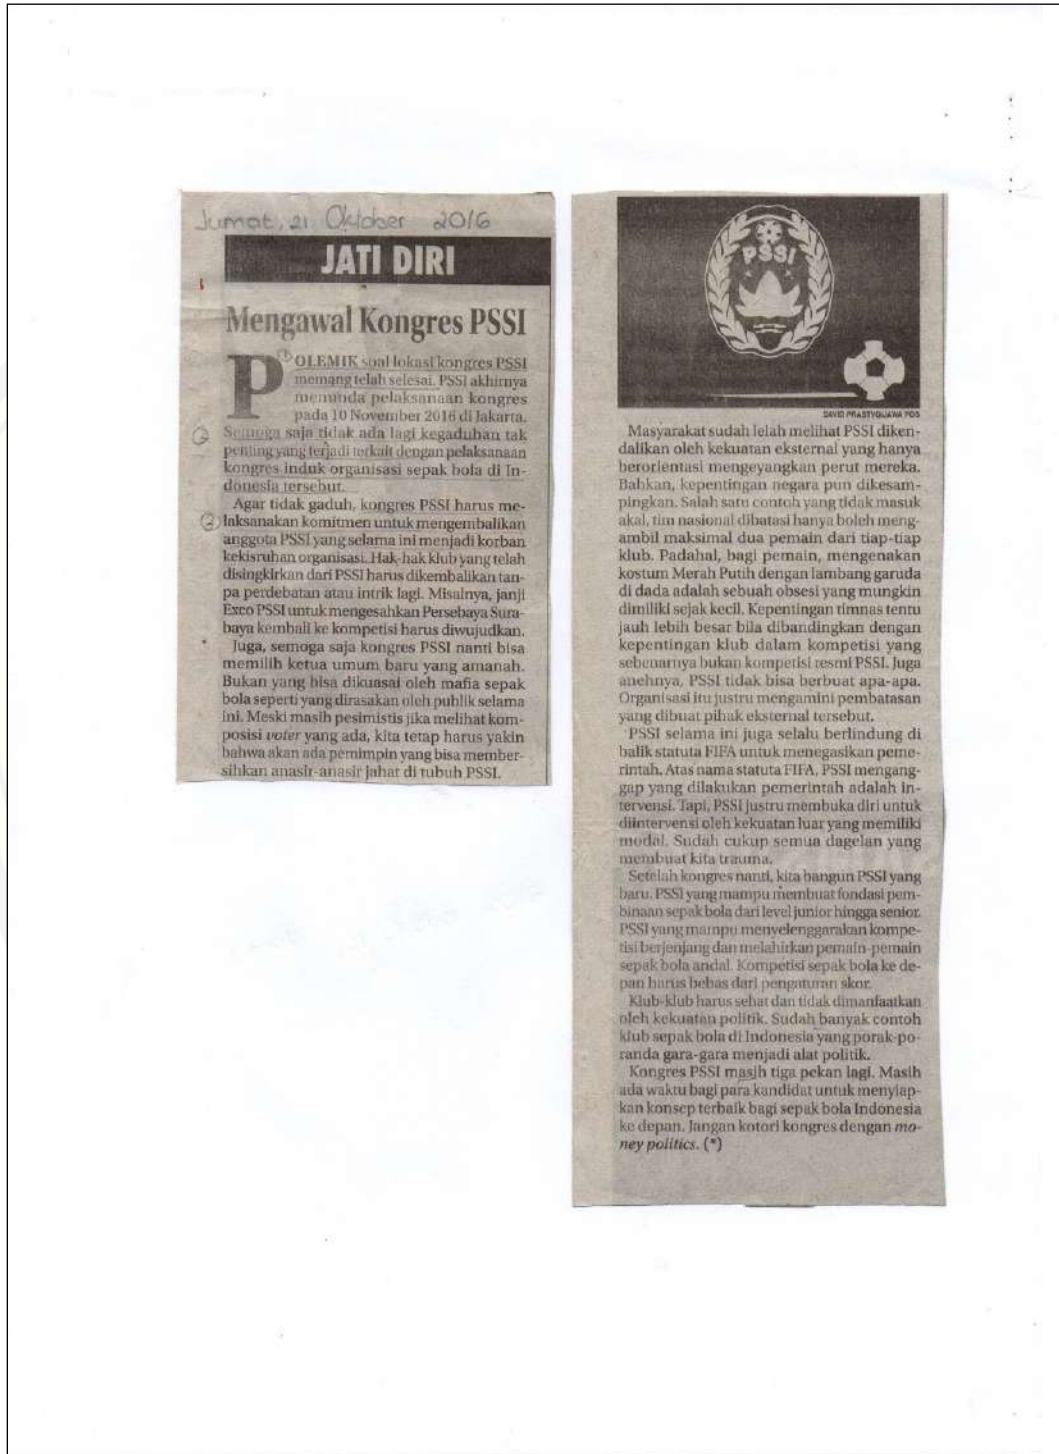 Jumat, 21 Oktober 2016
JATI DIRI
Mengawal Kongres PSSI
POLEMIK soal lokasi kongres PSSI
memang telah selesai. PSSI akhirnya
menunda pelaksanaan kongres
pada 10 November 2016 di Jakarta.
Semoga saja tidak ada lagi kegaduhan tak
penting yang terjadi terkait dengan pelaksanaan
kongres induk organisasi sepak bola di In-
donesia tersebut.
Agar tidak gaduh, kongres PSSI harus me-
laksanakan komitmen untuk mengembalikan
anggota PSSI yang selama ini menjadi korban
kekisruhan organisasi. Hak-hak klub yang telah
disingkirkan dari PSSI harus dikembalikan tan-
pa perdebatan atau intrik lagi. Misalnya, janji
Exco PSSI untuk mengesahkan Persebaya Sura-
baya kembali ke kompetisi harus diwujudkan.
Juga, semoga saja kongres PSSI nanti bisa
memilih ketua umum baru yang amanah.
Bukan yang bisa dikuasai oleh mafia sepak
bola seperti yang dirasakan oleh publik selama
ini. Meski masih pesimistis jika melihat kom-
posisi voter yang ada, kita tetap harus yakin
bahwa akan ada pemimpin yang bisa member-
sihkan anasir-anasir jahat di tubuh PSSI.
PSSI
DAVID PRASTYO/JAWA POS
Masyarakat sudah lelah melihat PSSI diken-
dalikan oleh kekuatan eksternal yang hanya
berorientasi mengeyangkan perut mereka.
Bahkan, kepentingan negara pun dikesam-
pingkan. Salah satu contoh yang tidak masuk
akal, tim nasional dibatasi hanya boleh meng-
ambil maksimal dua pemain dari tiap-tiap
klub. Padahal, bagi pemain, mengenakan
kostum Merah Putih dengan lambang garuda
di dada adalah sebuah obsesi yang mungkin
dimiliki sejak kecil. Kepentingan timnas tentu
jauh lebih besar bila dibandingkan dengan
kepentingan klub dalam kompetisi yang
sebenarnya bukan kompetisi resmi PSSI. Juga
anehnya, PSSI tidak bisa berbuat apa-apa.
Organisasi itu justru mengamini pembatasan
yang dibuat pihak eksternal tersebut.
PSSI selama ini juga selalu berlindung di
balik statuta FIFA untuk menegasikan peme-
rintah. Atas nama statuta FIFA, PSSI mengang-
gap yang dilakukan pemerintah adalah in-
tervensi. Tapi, PSSI justru membuka diri untuk
diintervensi oleh kekuatan luar yang memiliki
modal. Sudah cukup semua dagelan yang
membuat kita trauma.
Setelah kongres nanti, kita bangun PSSI yang
baru. PSSI yang mampu membuat fondasi pem-
binaan sepak bola dari level junior hingga senior.
PSSI yang mampu menyelenggarakan kompe-
tisi berjenjang dan melahirkan pemain-pemain
sepak bola andal. Kompetisi sepak bola ke de-
pan harus bebas dari pengaturan skor.
Klub-klub harus sehat dan tidak dimanfaatkan
oleh kekuatan politik. Sudah banyak contoh
klub sepak bola di Indonesia yang porak-po-
randa gara-gara menjadi alat politik.
Kongres PSSI masih tiga pekan lagi. Masih
ada waktu bagi para kandidat untuk menyiap-
kan konsep terbaik bagi sepak bola Indonesia
ke depan. Jangan kotori kongres dengan mo-
ney politics. (*)